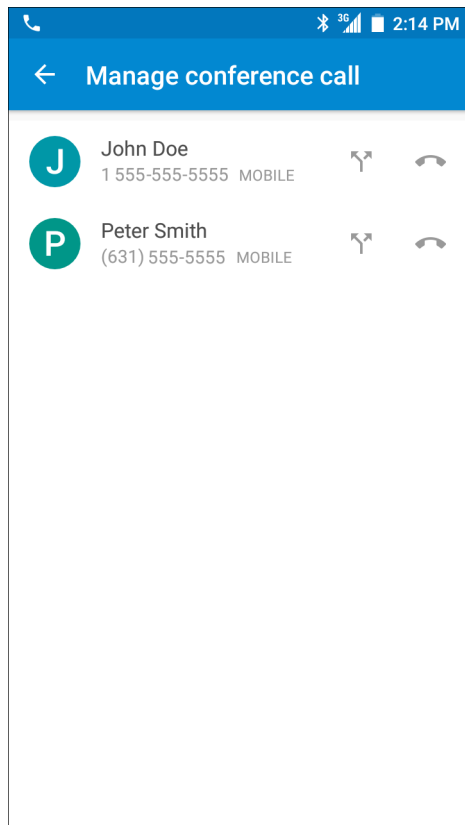 3G 2:14 PM
Manage conference call
J
John Doe
1 555-555-5555 MOBILE
P
Peter Smith
(631) 555-5555 MOBILE